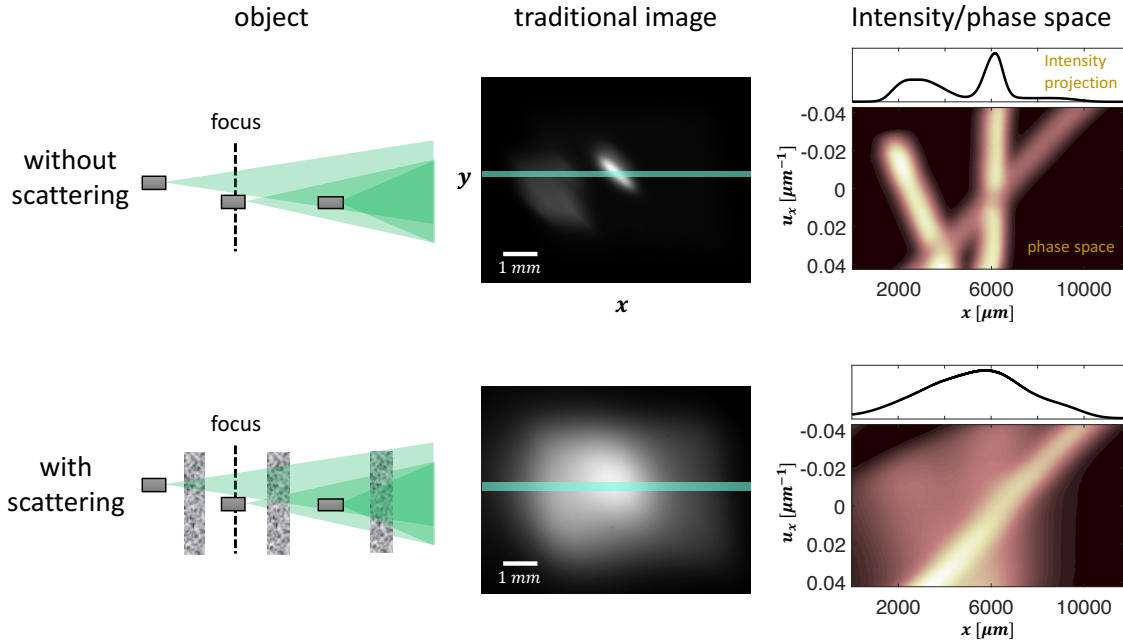 object
traditional image
Intensity/phase space
without
scattering
focus
y
1 mm
x
Intensity
projection
-0.04
-0.02
0
0.02
0.04
u_x [μm⁻¹]
phase space
2000
6000
10000
x [μm]
with
scattering
focus
1 mm
-0.04
-0.02
0
0.02
0.04
u_x [μm⁻¹]
2000
6000
10000
x [μm]